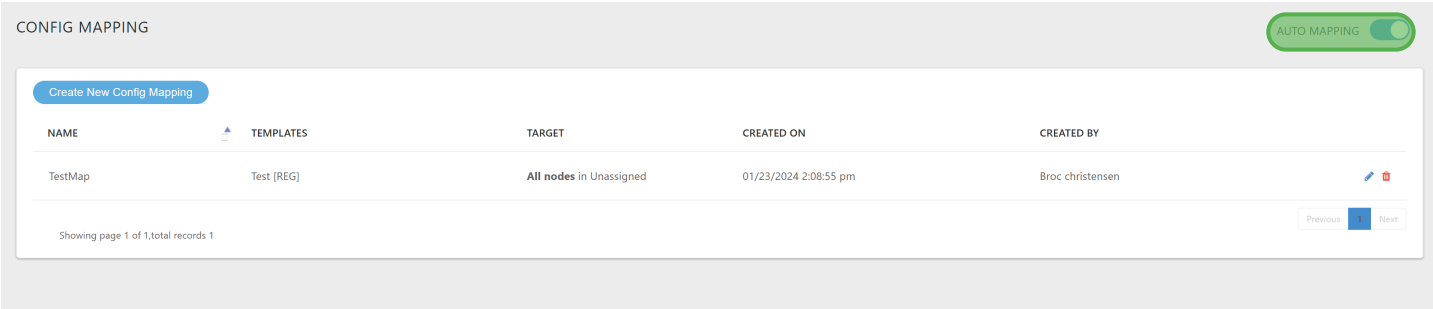 CONFIG MAPPING
AUTO MAPPING
Create New Config Mapping
NAME TEMPLATES TARGET CREATED ON CREATED BY
TestMap Test [REG] All nodes in Unassigned 01/23/2024 2:08:55 pm Broc christensen
Previous 1 Next
Showing page 1 of 1,total records 1